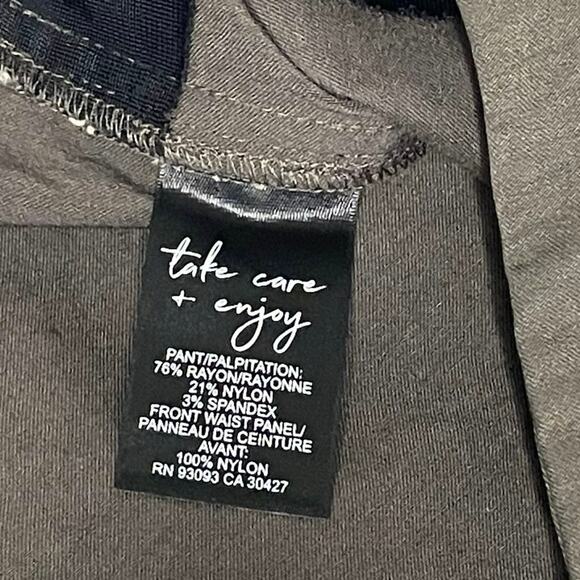 take care
+ enjoy
PANT/PALPITATION:
76% RAYON/RAYONNE
21% NYLON
3% SPANDEX
FRONT WAIST PANEL/
PANNEAU DE CEINTURE
AVANT:
100% NYLON
RN 93093 CA 30427